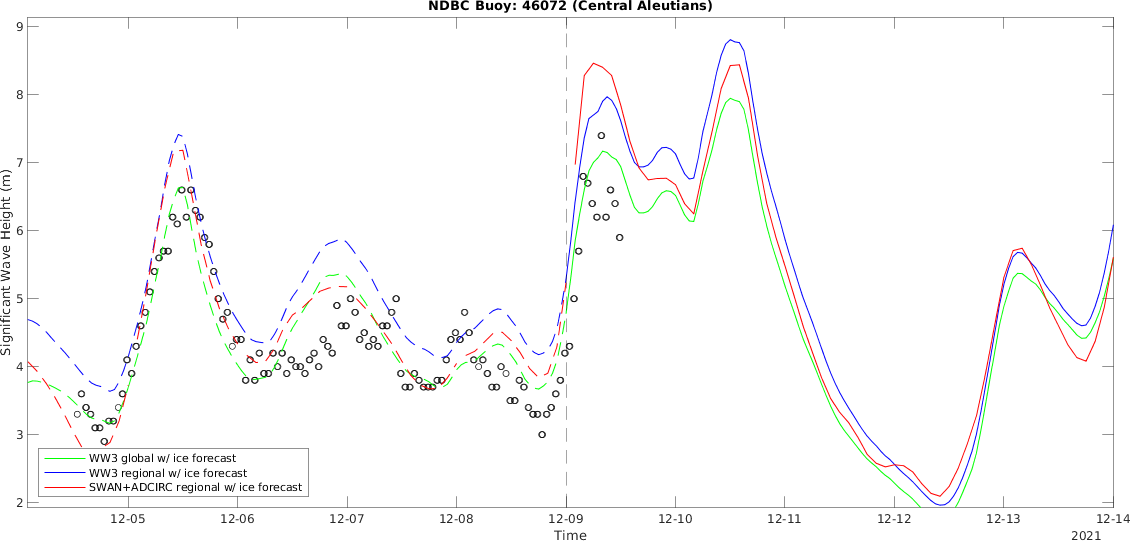 NDBC Buoy: 46072 (Central Aleutians)
9
8
7
6
5
4
3
2
Significant Wave Height (m)
WW3 global w/ ice forecast
WW3 regional w/ ice forecast
SWAN+ADCIRC regional w/ ice forecast
12-05 12-06 12-07 12-08 12-09 12-10 12-11 12-12 12-13 12-14
Time
2021